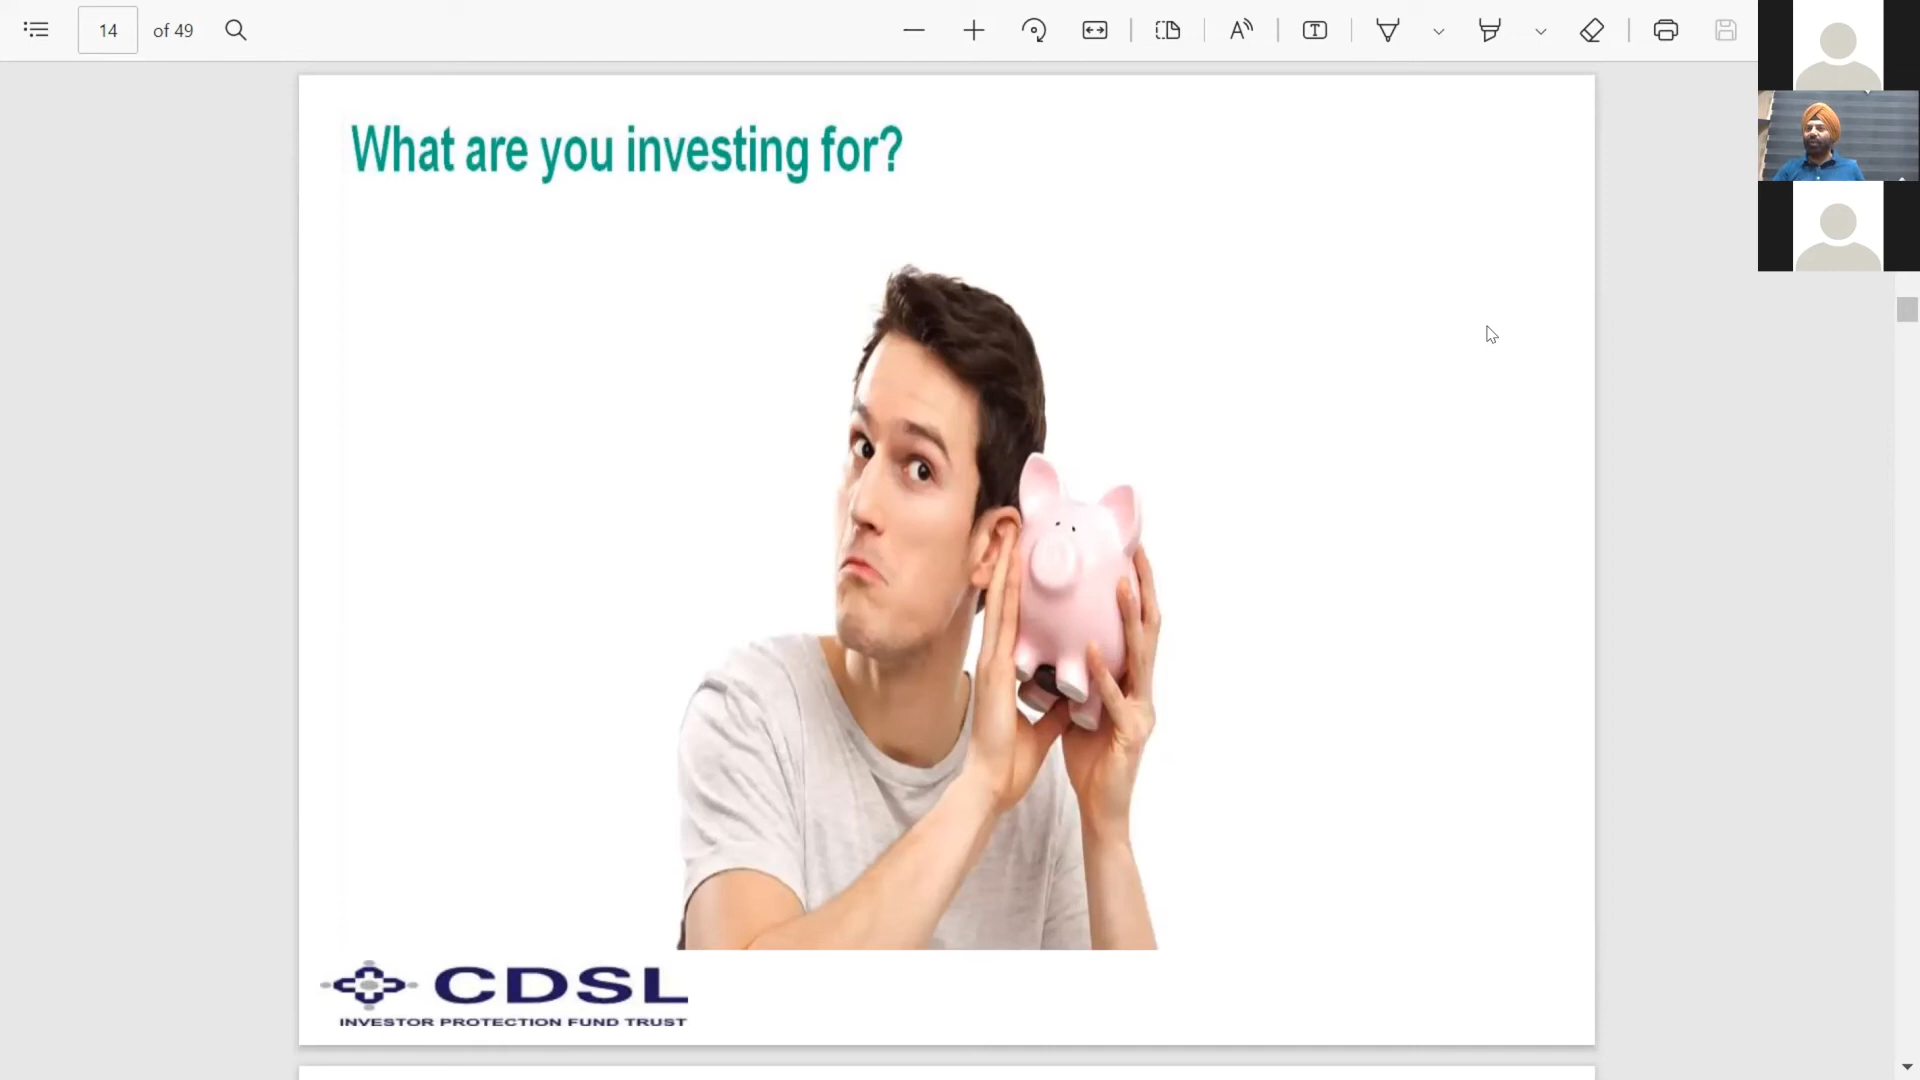 14 of 49
What are you investing for?
CDSL
INVESTOR PROTECTION FUND TRUST